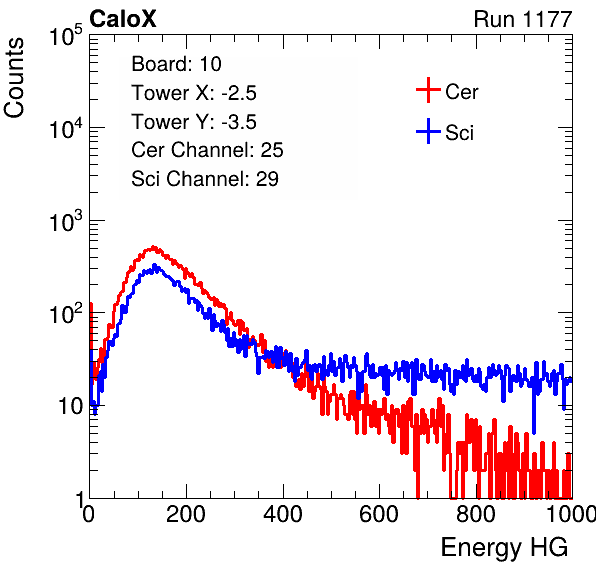 CaloX Run 1177
Counts
Board: 10
Tower X: -2.5
Tower Y: -3.5
Cer Channel: 25
Sci Channel: 29
Cer
Sci
10^5
10^4
10^3
10^2
10
1
0 200 400 600 800 1000
Energy HG